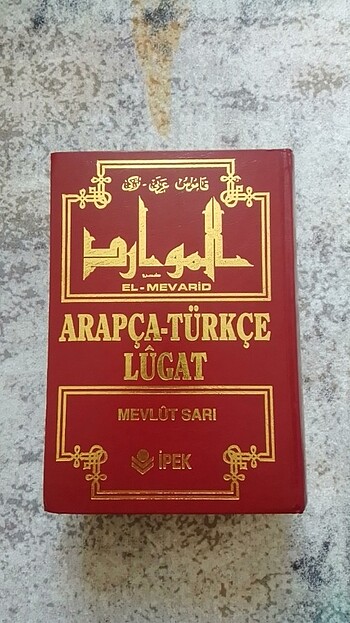 قاموس عربي - تركي
الموارد
EL-MEVARİD
ARAPÇA-TÜRKÇE
LÛGAT
MEVLÛT SARI
İPEK